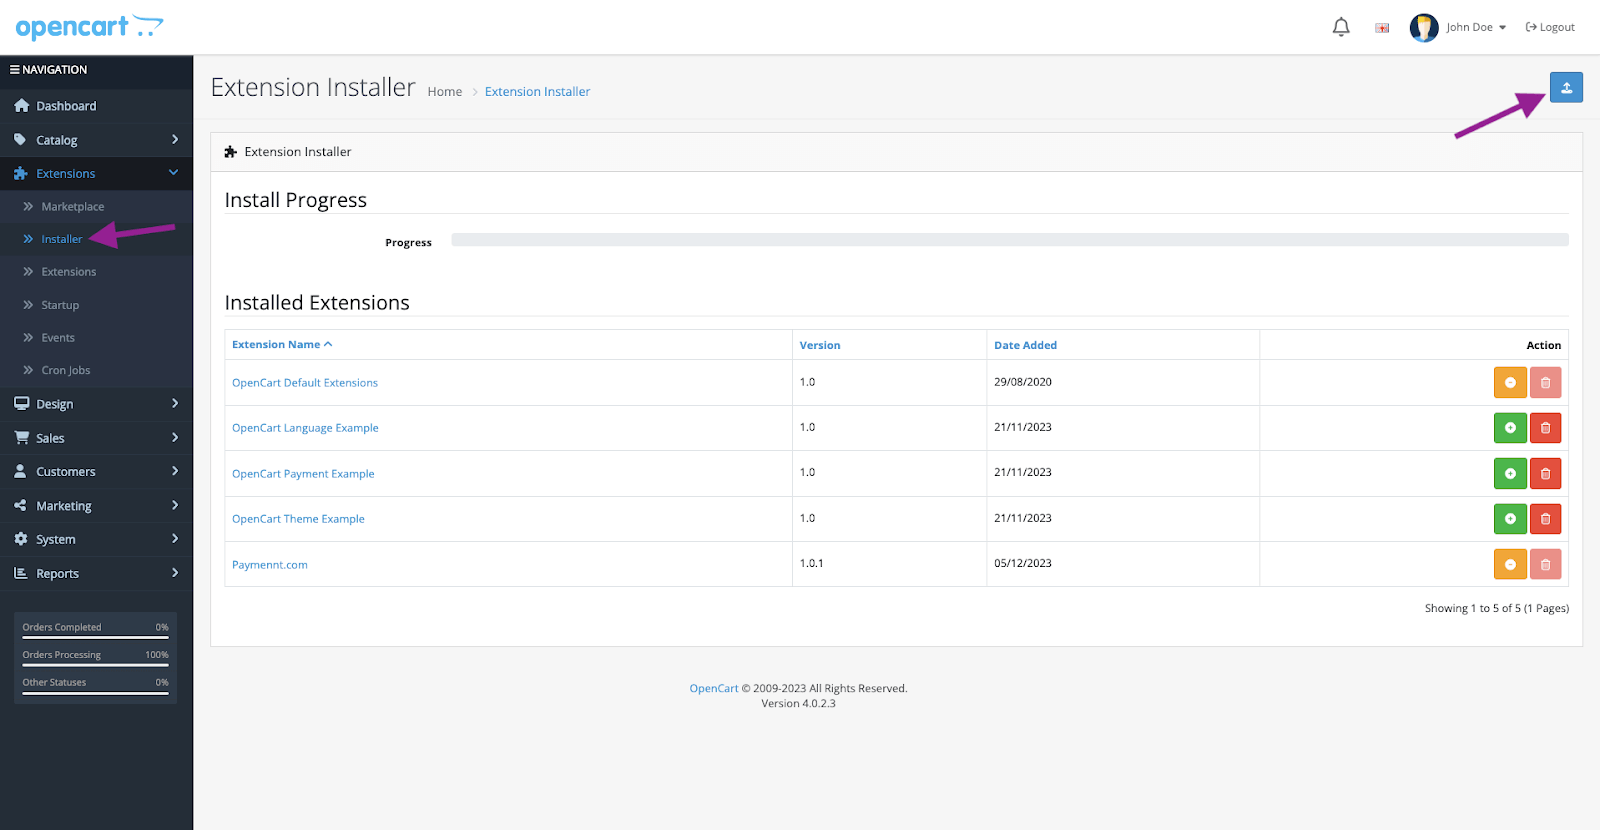 opencart
John Doe
Logout
NAVIGATION
Dashboard
Catalog
Extensions
Marketplace
Installer
Extensions
Startup
Events
Cron Jobs
Design
Sales
Customers
Marketing
System
Reports
Orders Completed 0%
Orders Processing 100%
Other Statuses 0%
Extension Installer
Home > Extension Installer
Extension Installer
Install Progress
Progress
Installed Extensions
Extension Name Version Date Added Action
OpenCart Default Extensions 1.0 29/08/2020
OpenCart Language Example 1.0 21/11/2023
OpenCart Payment Example 1.0 21/11/2023
OpenCart Theme Example 1.0 21/11/2023
Paymennt.com 1.0.1 05/12/2023
Showing 1 to 5 of 5 (1 Pages)
OpenCart © 2009-2023 All Rights Reserved.
Version 4.0.2.3